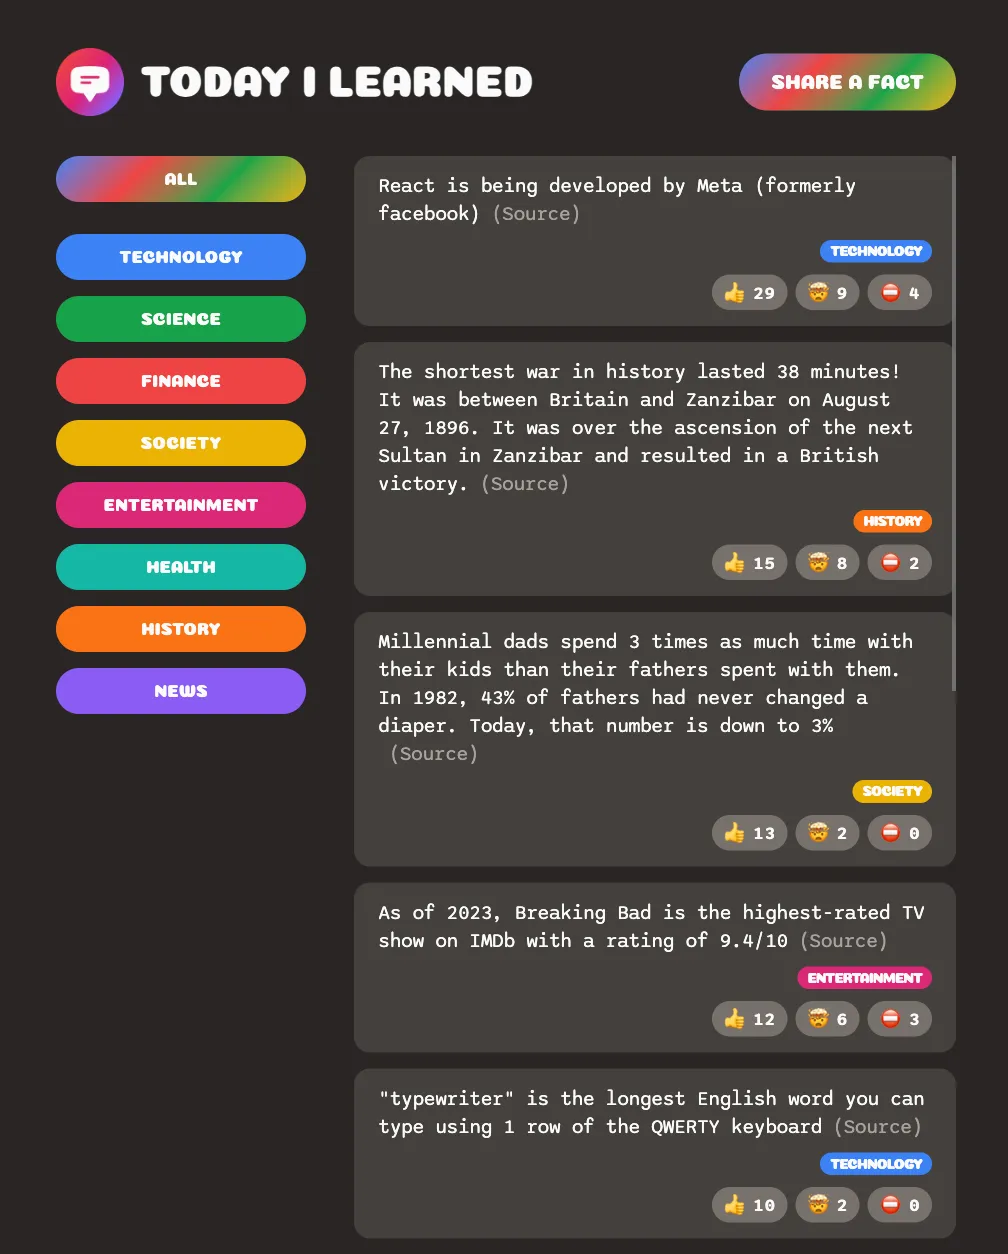 TODAY I LEARNED
SHARE A FACT
ALL
TECHNOLOGY
SCIENCE
FINANCE
SOCIETY
ENTERTAINMENT
HEALTH
HISTORY
NEWS
React is being developed by Meta (formerly
facebook) (Source)
TECHNOLOGY
👍 29 🤯 9 ⛔ 4
The shortest war in history lasted 38 minutes!
It was between Britain and Zanzibar on August
27, 1896. It was over the ascension of the next
Sultan in Zanzibar and resulted in a British
victory. (Source)
HISTORY
👍 15 🤯 8 ⛔ 2
Millennial dads spend 3 times as much time with
their kids than their fathers spent with them.
In 1982, 43% of fathers had never changed a
diaper. Today, that number is down to 3%
(Source)
SOCIETY
👍 13 🤯 2 ⛔ 0
As of 2023, Breaking Bad is the highest-rated TV
show on IMDb with a rating of 9.4/10 (Source)
ENTERTAINMENT
👍 12 🤯 6 ⛔ 3
"typewriter" is the longest English word you can
type using 1 row of the QWERTY keyboard (Source)
TECHNOLOGY
👍 10 🤯 2 ⛔ 0